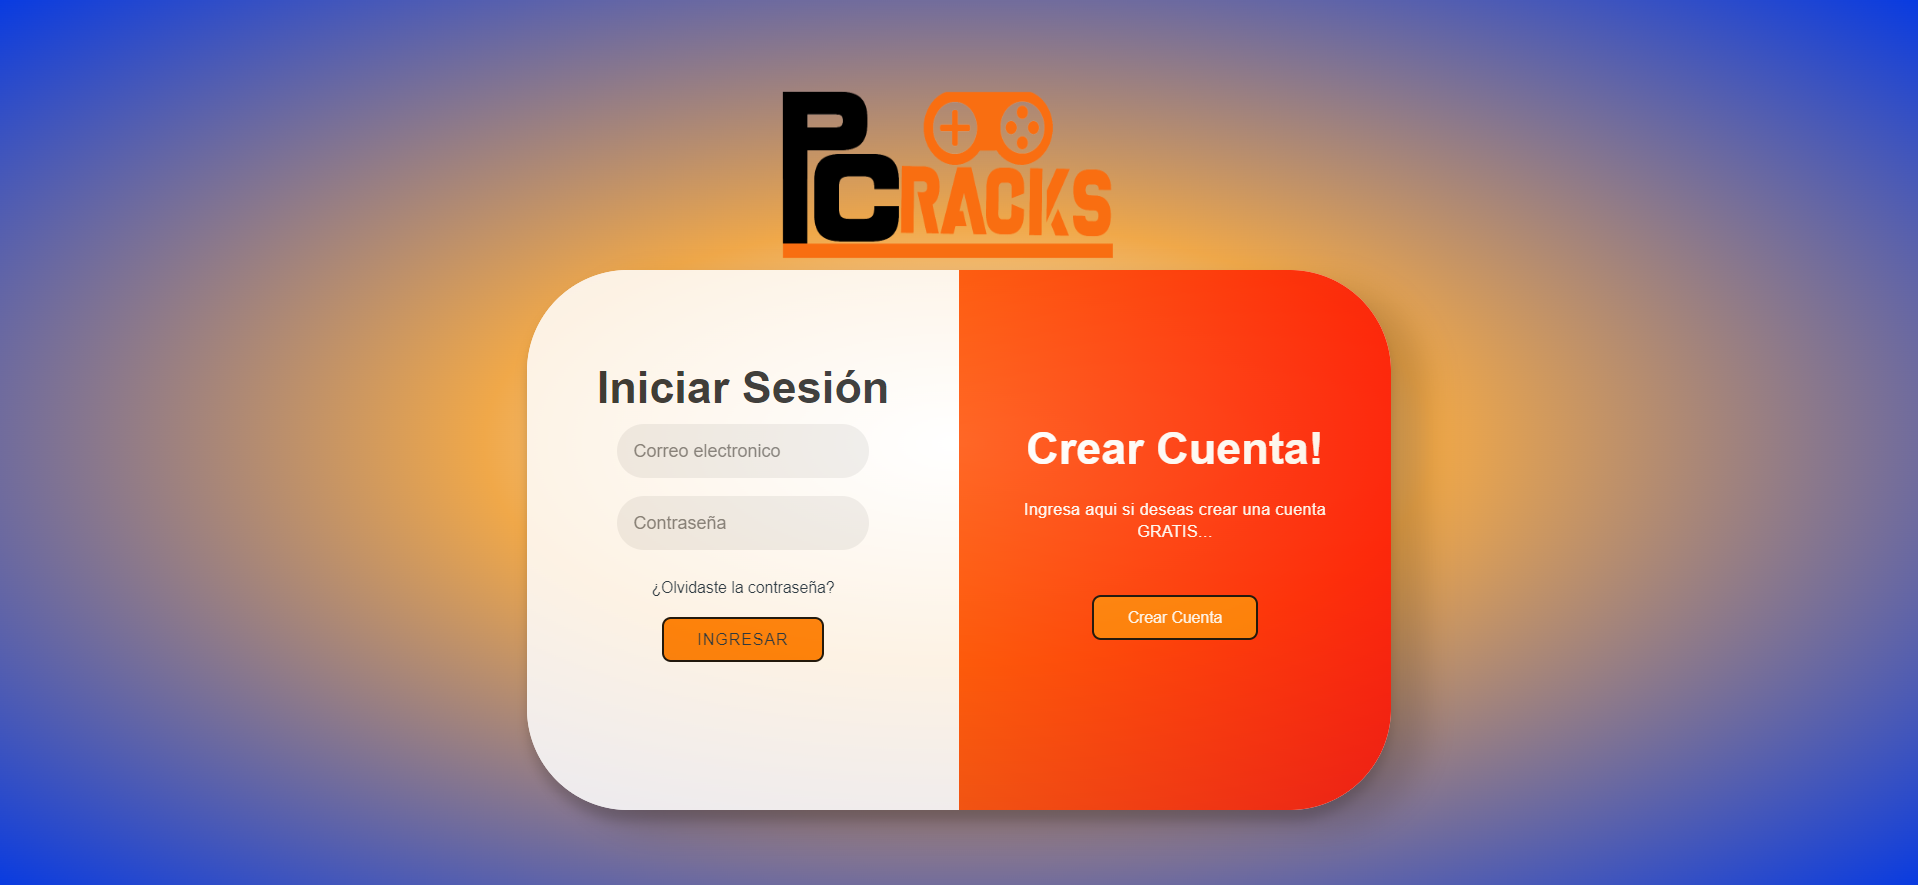 PCRACKS
Iniciar Sesión
Correo electronico
Contraseña
¿Olvidaste la contraseña?
INGRESAR
Crear Cuenta!
Ingresa aqui si deseas crear una cuenta
GRATIS...
Crear Cuenta